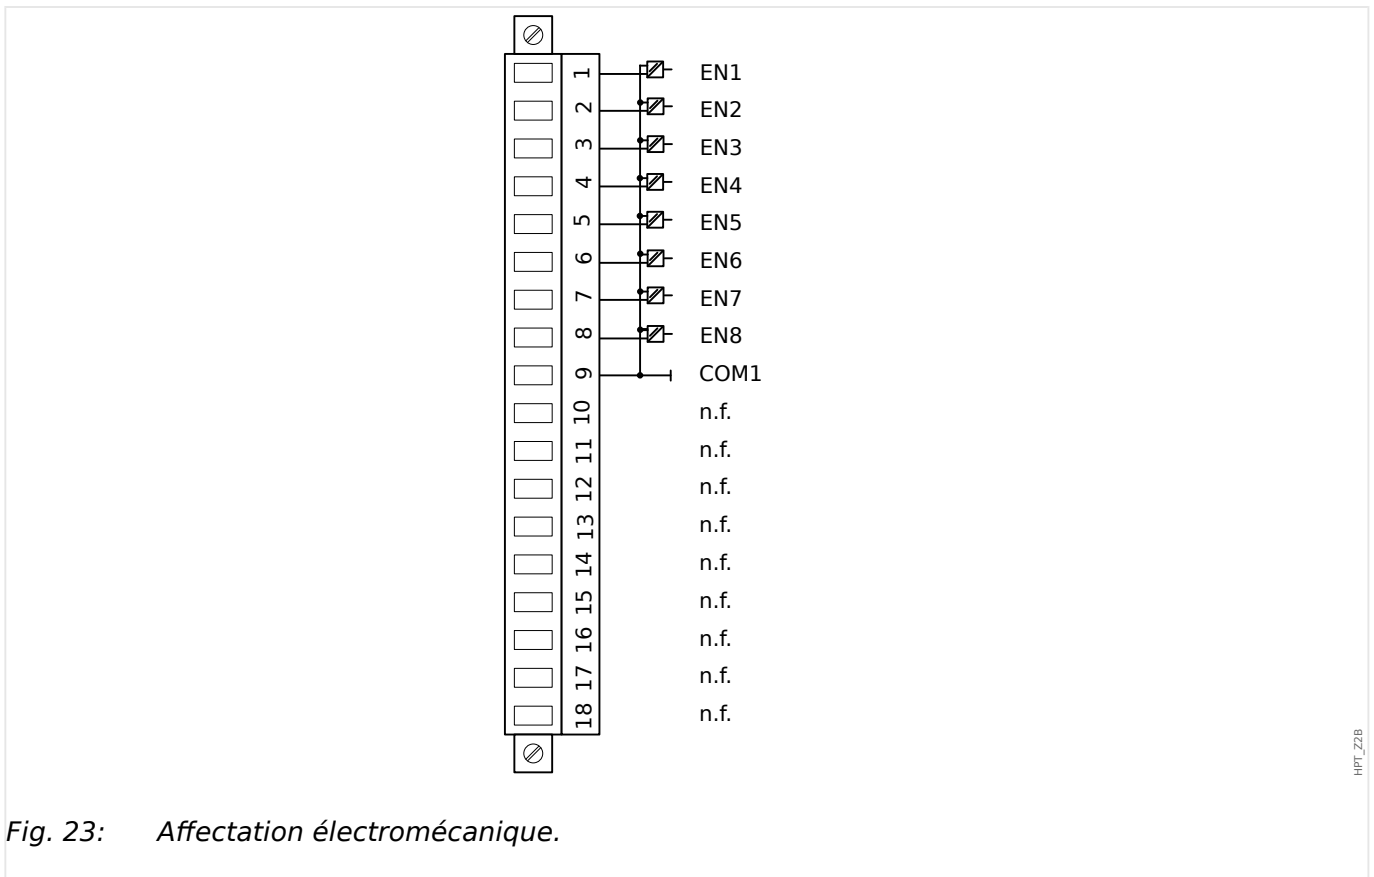 1 EN1
2 EN2
3 EN3
4 EN4
5 EN5
6 EN6
7 EN7
8 EN8
9 COM1
10 n.f.
11 n.f.
12 n.f.
13 n.f.
14 n.f.
15 n.f.
16 n.f.
17 n.f.
18 n.f.
HPT_Z2B
Fig. 23: Affectation électromécanique.